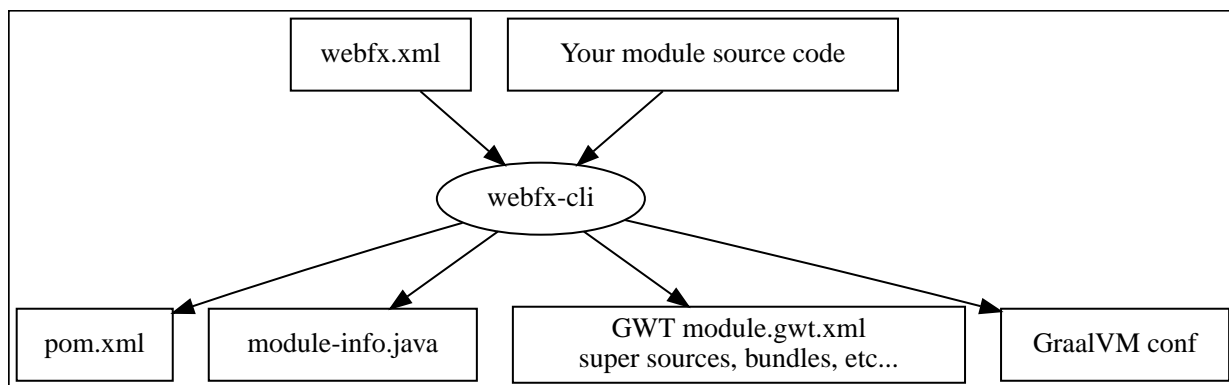 webfx.xml
Your module source code
webfx-cli
pom.xml
module-info.java
GWT module.gwt.xml
super sources, bundles, etc...
GraalVM conf